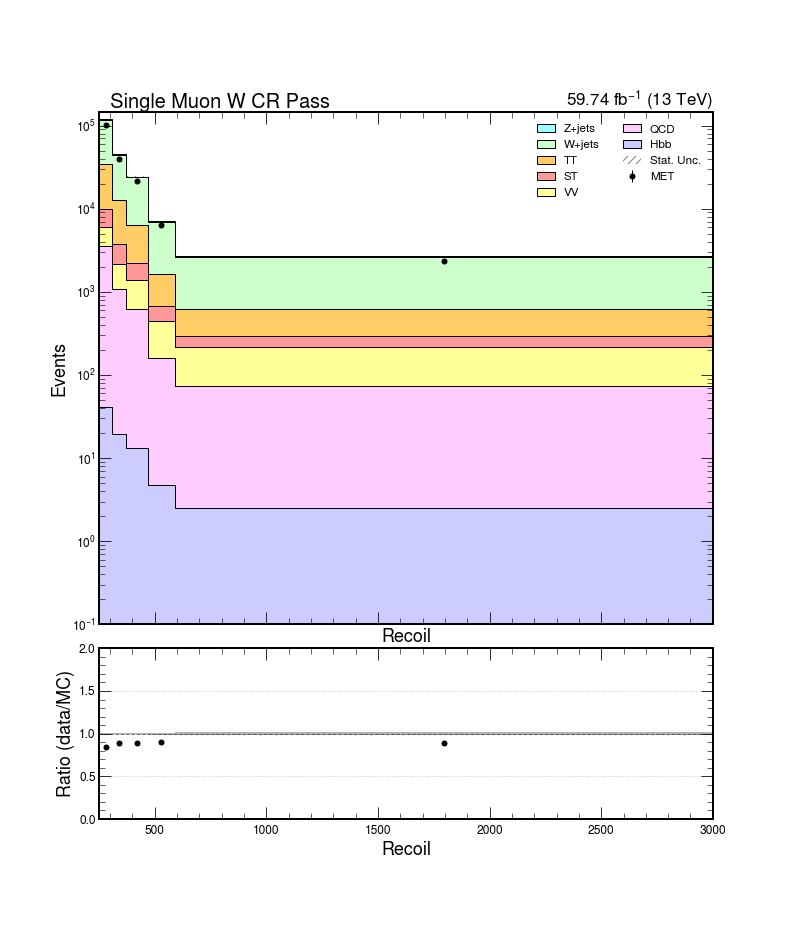 Single Muon W CR Pass
59.74 fb⁻¹ (13 TeV)
Z+jets
W+jets
TT
ST
VV
QCD
Hbb
Stat. Unc.
MET
Events
10⁵
10⁴
10³
10²
10¹
10⁰
10⁻¹
Recoil
Ratio (data/MC)
2.0
1.5
1.0
0.5
0.0
500
1000
1500
2000
2500
3000
Recoil